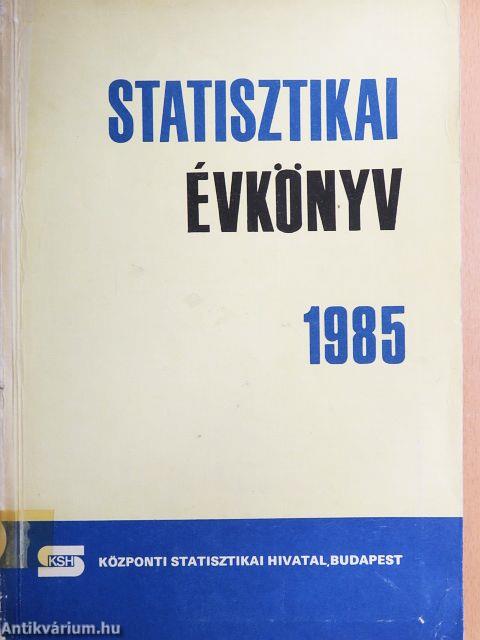 STATISZTIKAI
ÉVKÖNYV
1985
KSH
KÖZPONTI STATISZTIKAI HIVATAL, BUDAPEST
Antikvárium.hu